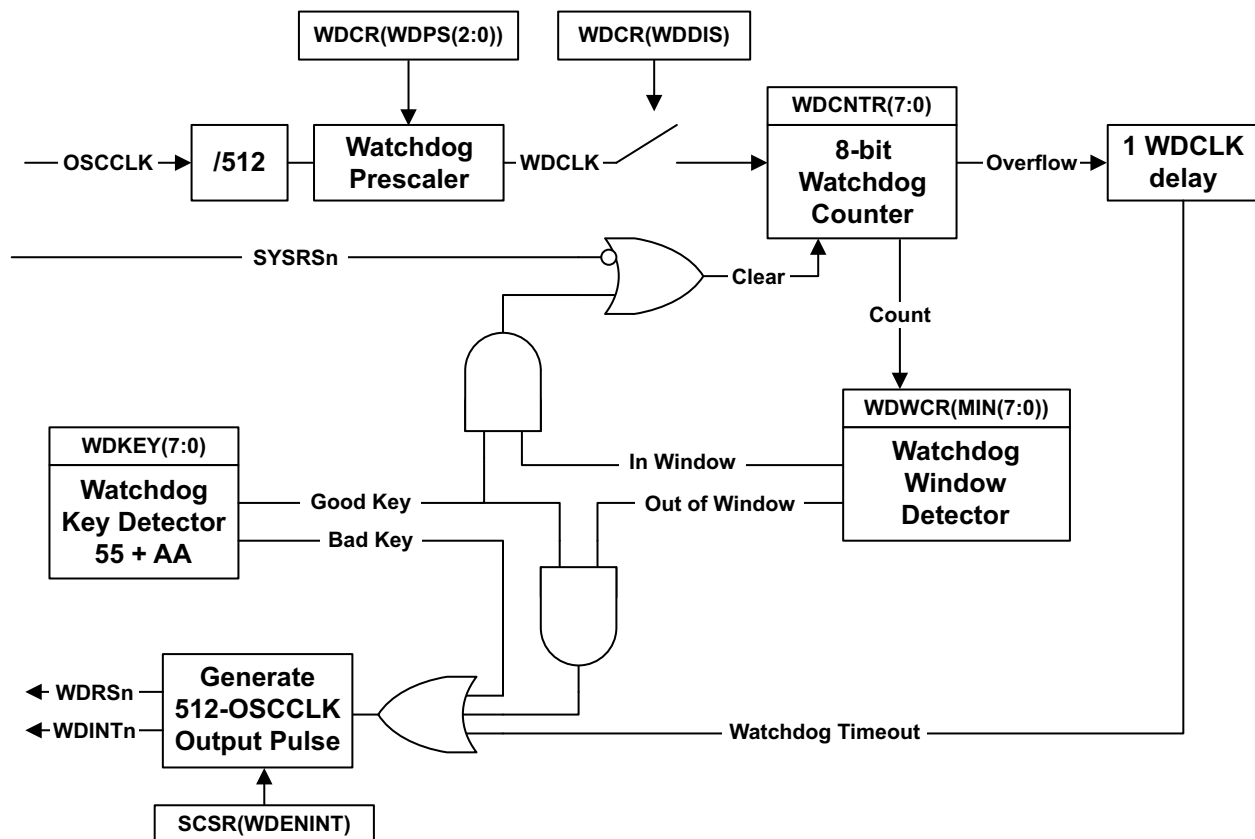 WDCR(WDPS(2:0))
WDCR(WDDIS)
WDCNTR(7:0)
OSCCLK
/512
Watchdog
Prescaler
WDCLK
8-bit
Watchdog
Counter
Overflow
1 WDCLK
delay
SYSRSn
Clear
Count
WDWCR(MIN(7:0))
Watchdog
Window
Detector
WDKEY(7:0)
Watchdog
Key Detector
55 + AA
In Window
Good Key
Out of Window
Bad Key
Generate
512-OSCCLK
Output Pulse
WDRSn
WDINTn
Watchdog Timeout
SCSR(WDENINT)